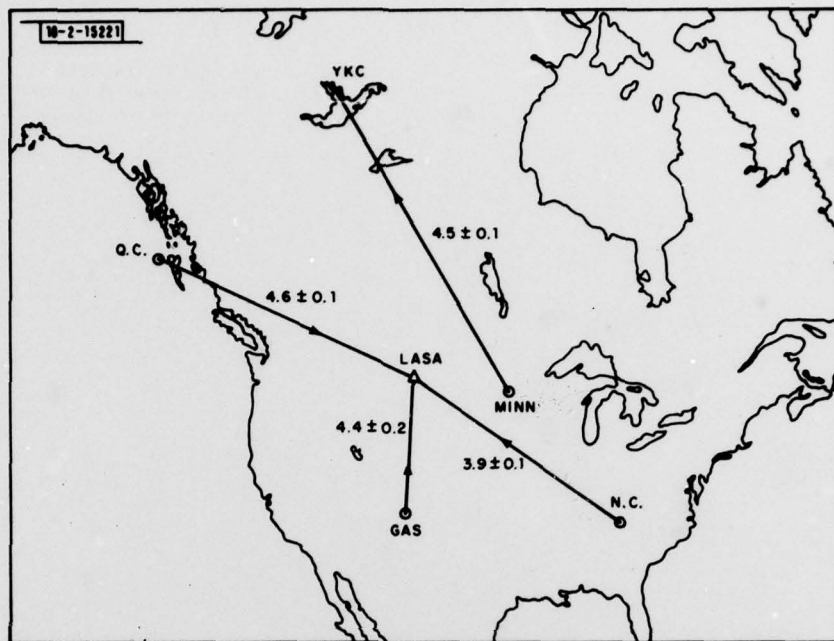 18-2-15221
YKC
4.5 ± 0.1
Q.C.
4.6 ± 0.1
LASA
MINN
4.4 ± 0.2
3.9 ± 0.1
GAS
N.C.